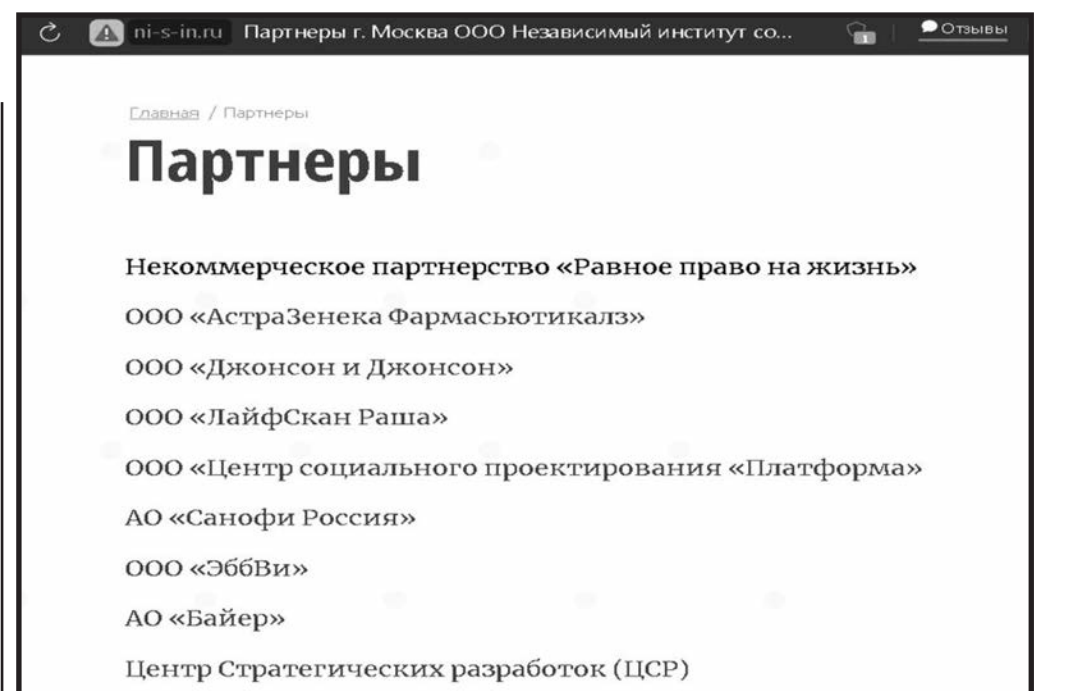 ni-s-in.ru Партнеры г. Москва ООО Независимый институт со... 1 Отзывы
Главная / Партнеры
Партнеры
Некоммерческое партнерство «Равное право на жизнь»
ООО «АстраЗенека Фармасьютикалз»
ООО «Джонсон и Джонсон»
ООО «ЛайфСкан Раша»
ООО «Центр социального проектирования «Платформа»
АО «Санофи Россия»
ООО «ЭббВи»
АО «Байер»
Центр Стратегических разработок (ЦСР)